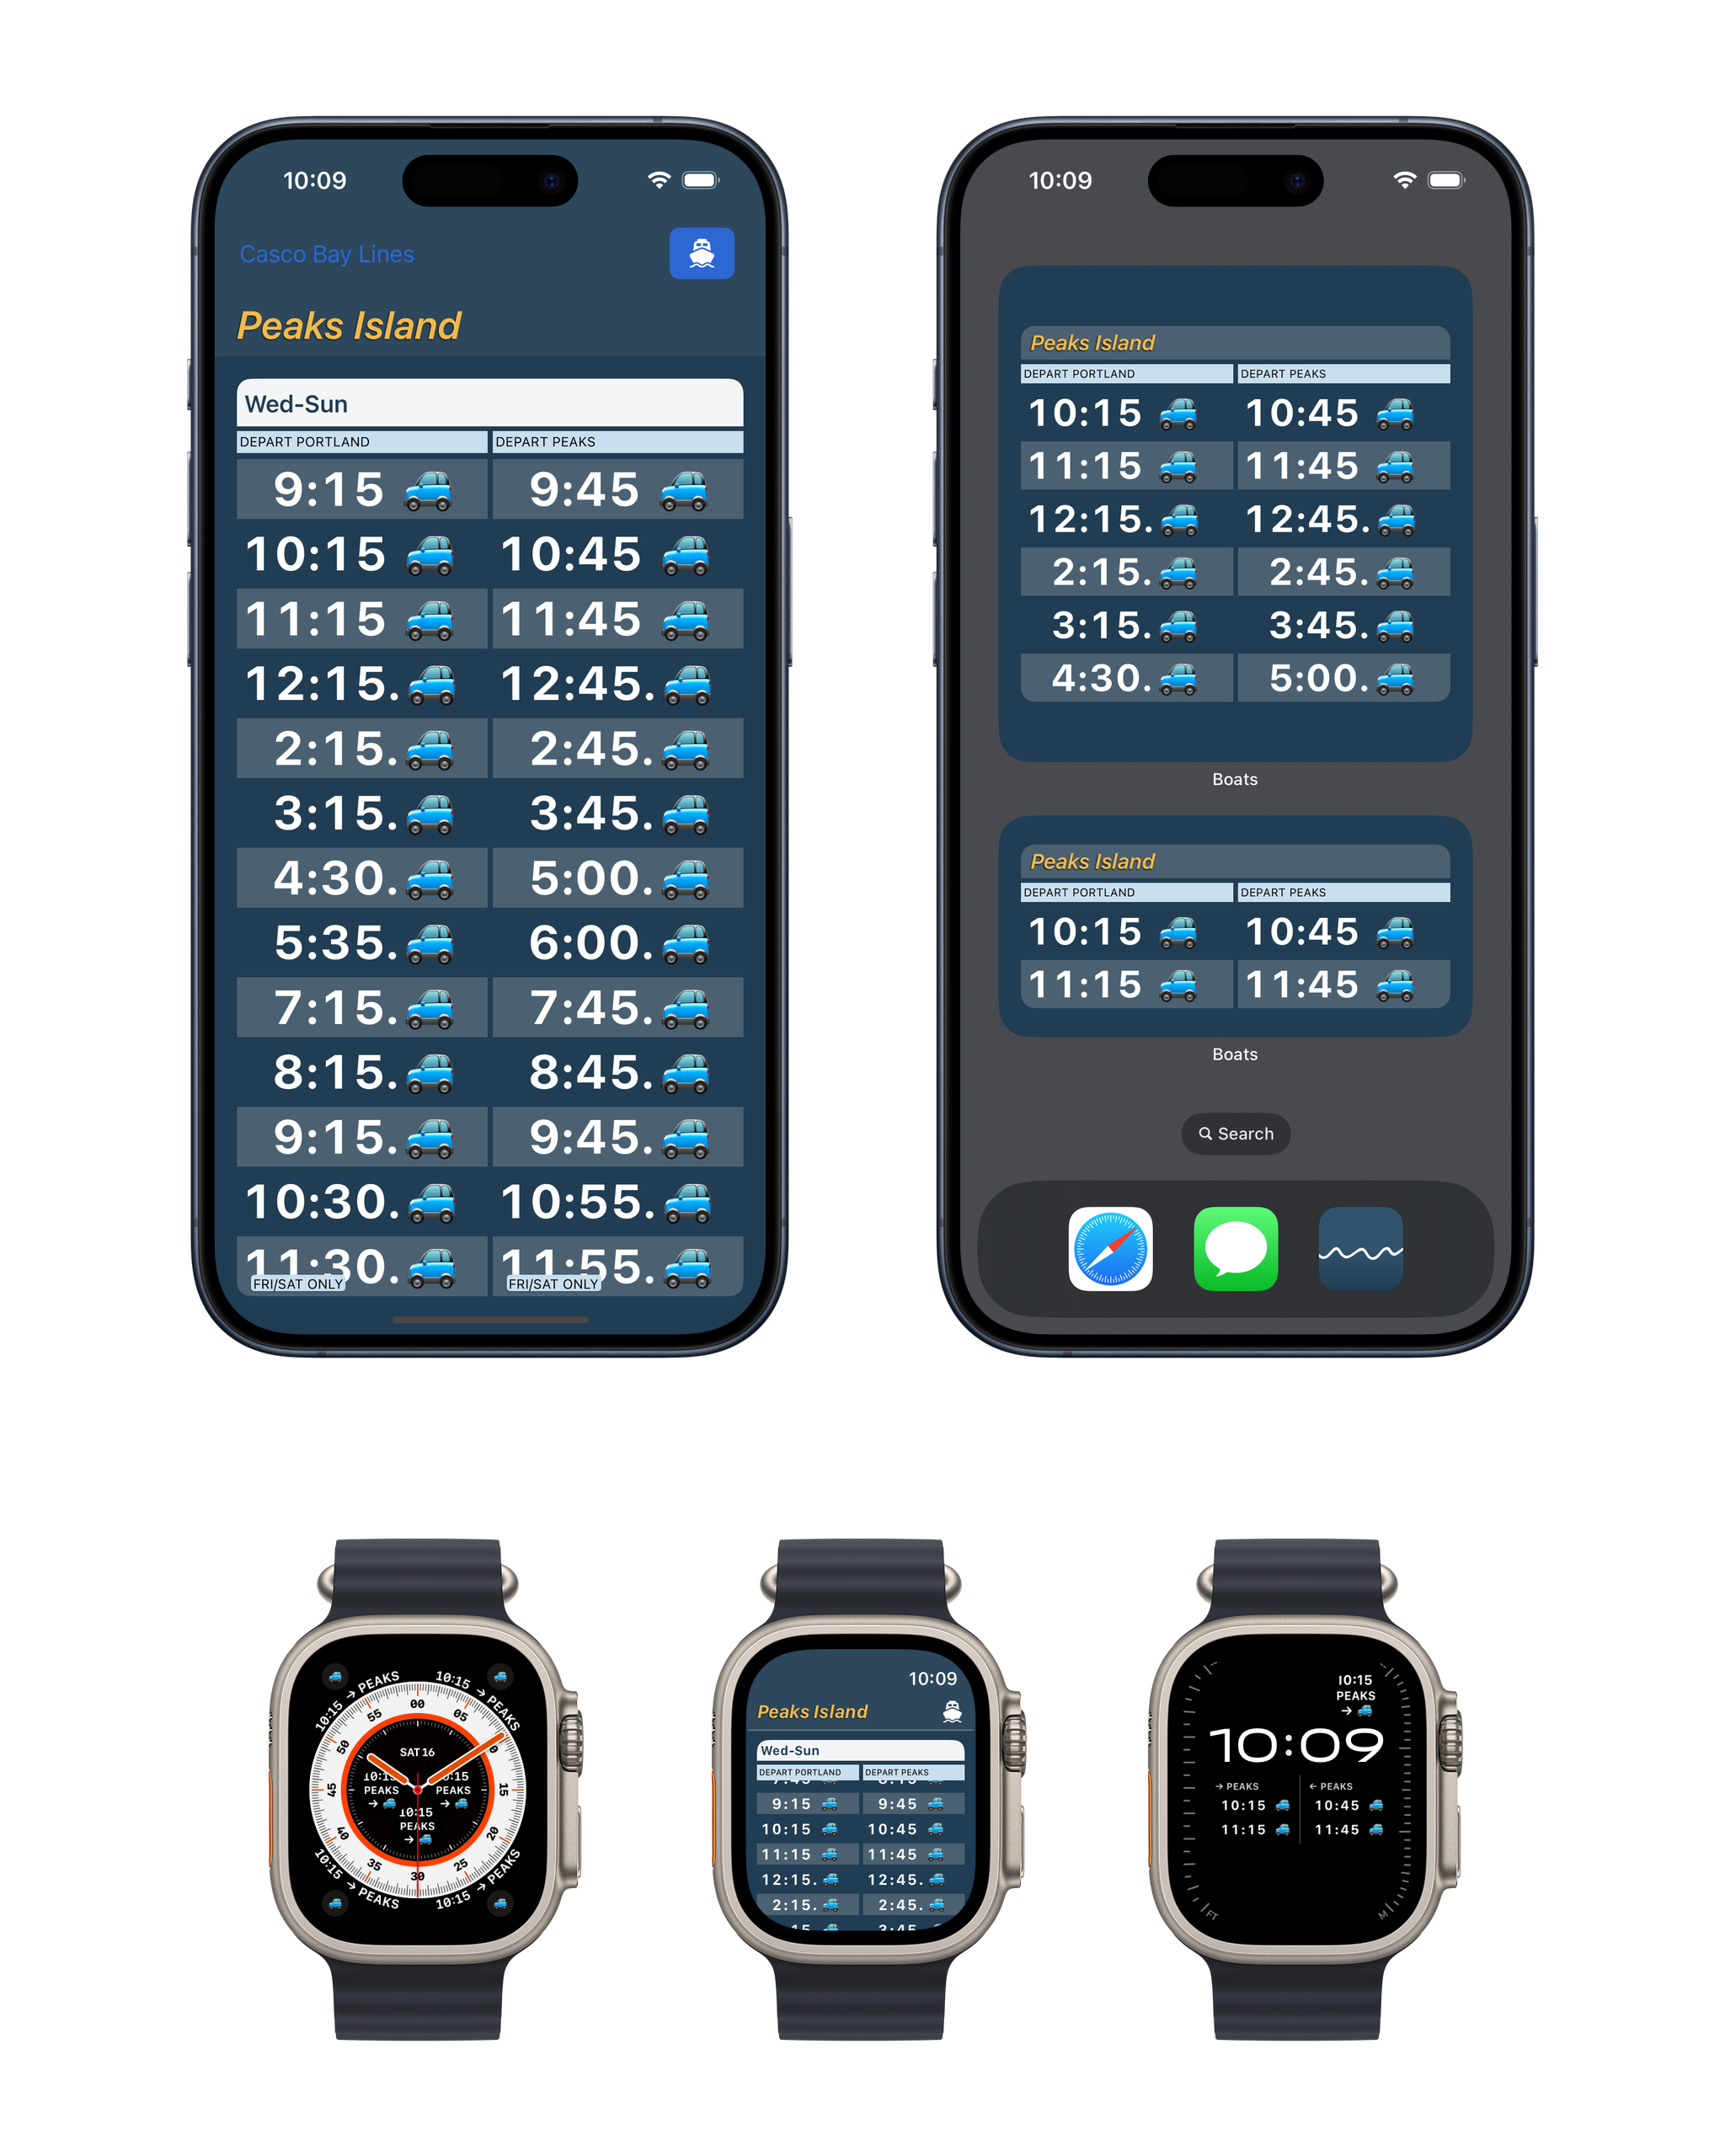 10:09
Casco Bay Lines
Peaks Island
Wed-Sun
DEPART PORTLAND DEPART PEAKS
9:15 9:45
10:15 10:45
11:15 11:45
12:15. 12:45.
2:15. 2:45.
3:15. 3:45.
4:30. 5:00.
5:35. 6:00.
7:15. 7:45.
8:15. 8:45.
9:15. 9:45.
10:30. 10:55.
11:30. 11:55.
FRI/SAT ONLY FRI/SAT ONLY
10:09
Peaks Island
DEPART PORTLAND DEPART PEAKS
10:15 10:45
11:15 11:45
12:15. 12:45.
2:15. 2:45.
3:15. 3:45.
4:30. 5:00.
Boats
Peaks Island
DEPART PORTLAND DEPART PEAKS
10:15 10:45
11:15 11:45
Boats
Search
10:15 → PEAKS
10:15 → PEAKS
00
05
15
20
25
30
35
40
45
50
55
SAT 16
10:15
PEAKS
→
10:15
PEAKS
→
10:15
PEAKS
→
10:15 → PEAKS
10:15 → PEAKS
10:09
Peaks Island
Wed-Sun
DEPART PORTLAND DEPART PEAKS
9:15 9:45
10:15 10:45
11:15 11:45
12:15. 12:45.
2:15. 2:45.
3:45
10:15
PEAKS
→
10:09
→ PEAKS ← PEAKS
10:15 10:45
11:15 11:45
FT M